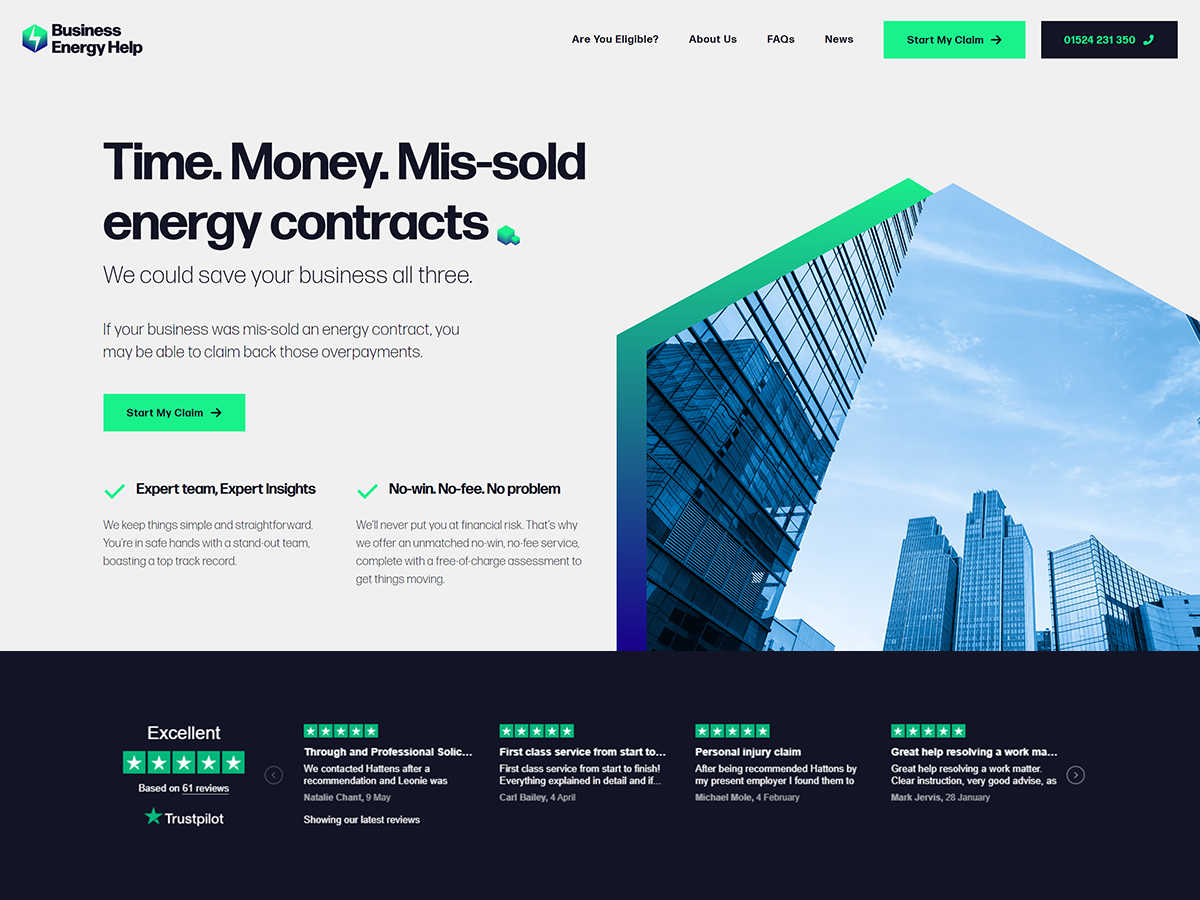 Business
Energy Help
Are You Eligible?
About Us
FAQs
News
Start My Claim
01524 231 350
Time. Money. Mis-sold
energy contracts
We could save your business all three.
If your business was mis-sold an energy contract, you
may be able to claim back those overpayments.
Start My Claim
Expert team, Expert Insights
We keep things simple and straightforward.
You're in safe hands with a stand-out team,
boasting a top track record.
No-win. No-fee. No problem
We'll never put you at financial risk. That's why
we offer an unmatched no-win, no-fee service,
complete with a free-of-charge assessment to
get things moving.
Excellent
Based on 61 reviews
Trustpilot
Through and Professional Solic...
We contacted Hattens after a
recommendation and Leonie was
Natalie Chant, 9 May
Showing our latest reviews
First class service from start to...
First class service from start to finish!
Everything explained in detail and if...
Carl Bailey, 4 April
Personal injury claim
After being recommended Hattons by
my present employer I found them to
Michael Mole, 4 February
Great help resolving a work ma...
Great help resolving a work matter.
Clear instruction, very good advise, as
Mark Jervis, 28 January